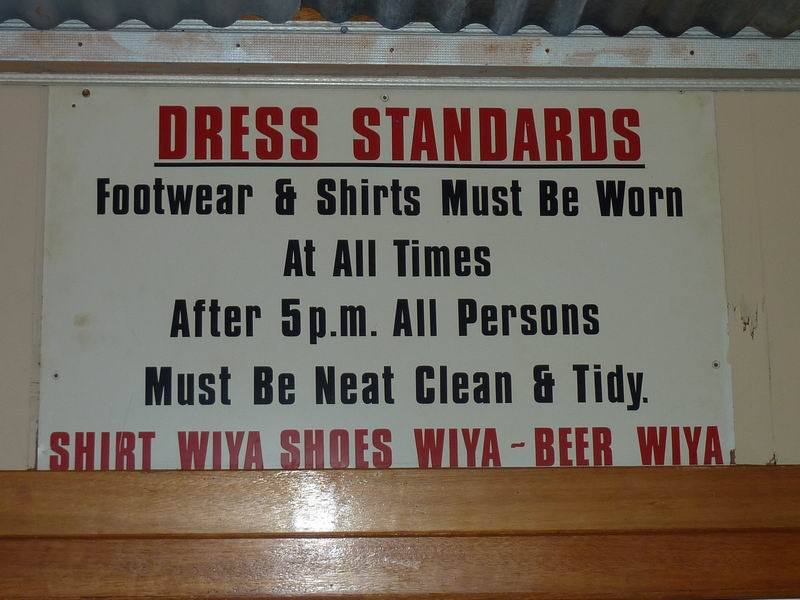 DRESS STANDARDS
Footwear & Shirts Must Be Worn
At All Times
After 5p.m. All Persons
Must Be Neat Clean & Tidy.
SHIRT WIYA SHOES WIYA ~ BEER WIYA